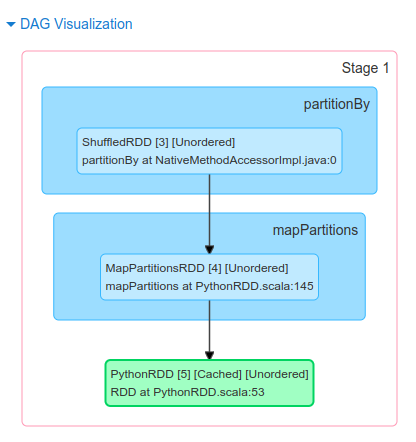 DAG Visualization
Stage 1
partitionBy
ShuffledRDD [3] [Unordered]
partitionBy at NativeMethodAccessorImpl.java:0
mapPartitions
MapPartitionsRDD [4] [Unordered]
mapPartitions at PythonRDD.scala:145
PythonRDD [5] [Cached] [Unordered]
RDD at PythonRDD.scala:53